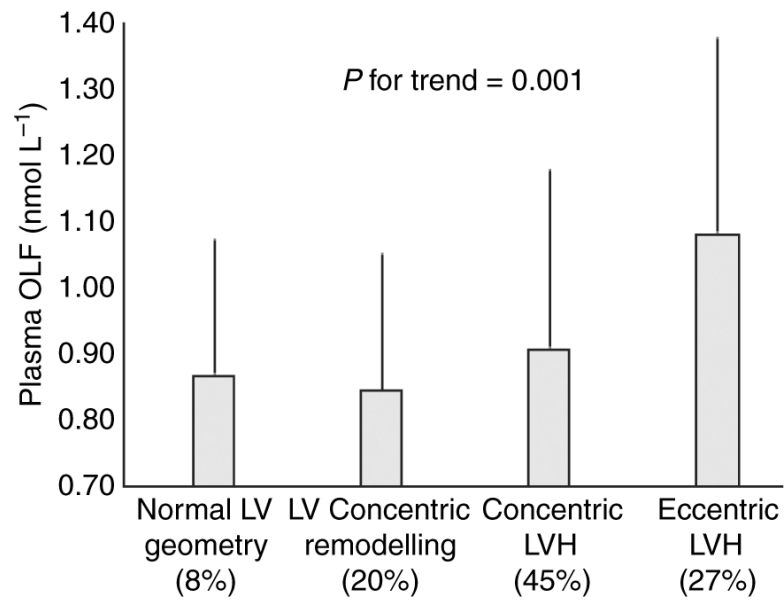 1.40
1.30
1.20
1.10
1.00
0.90
0.80
0.70
Plasma OLF (nmol L⁻¹)
P for trend = 0.001
Normal LV geometry (8%)
LV Concentric remodelling (20%)
Concentric LVH (45%)
Eccentric LVH (27%)